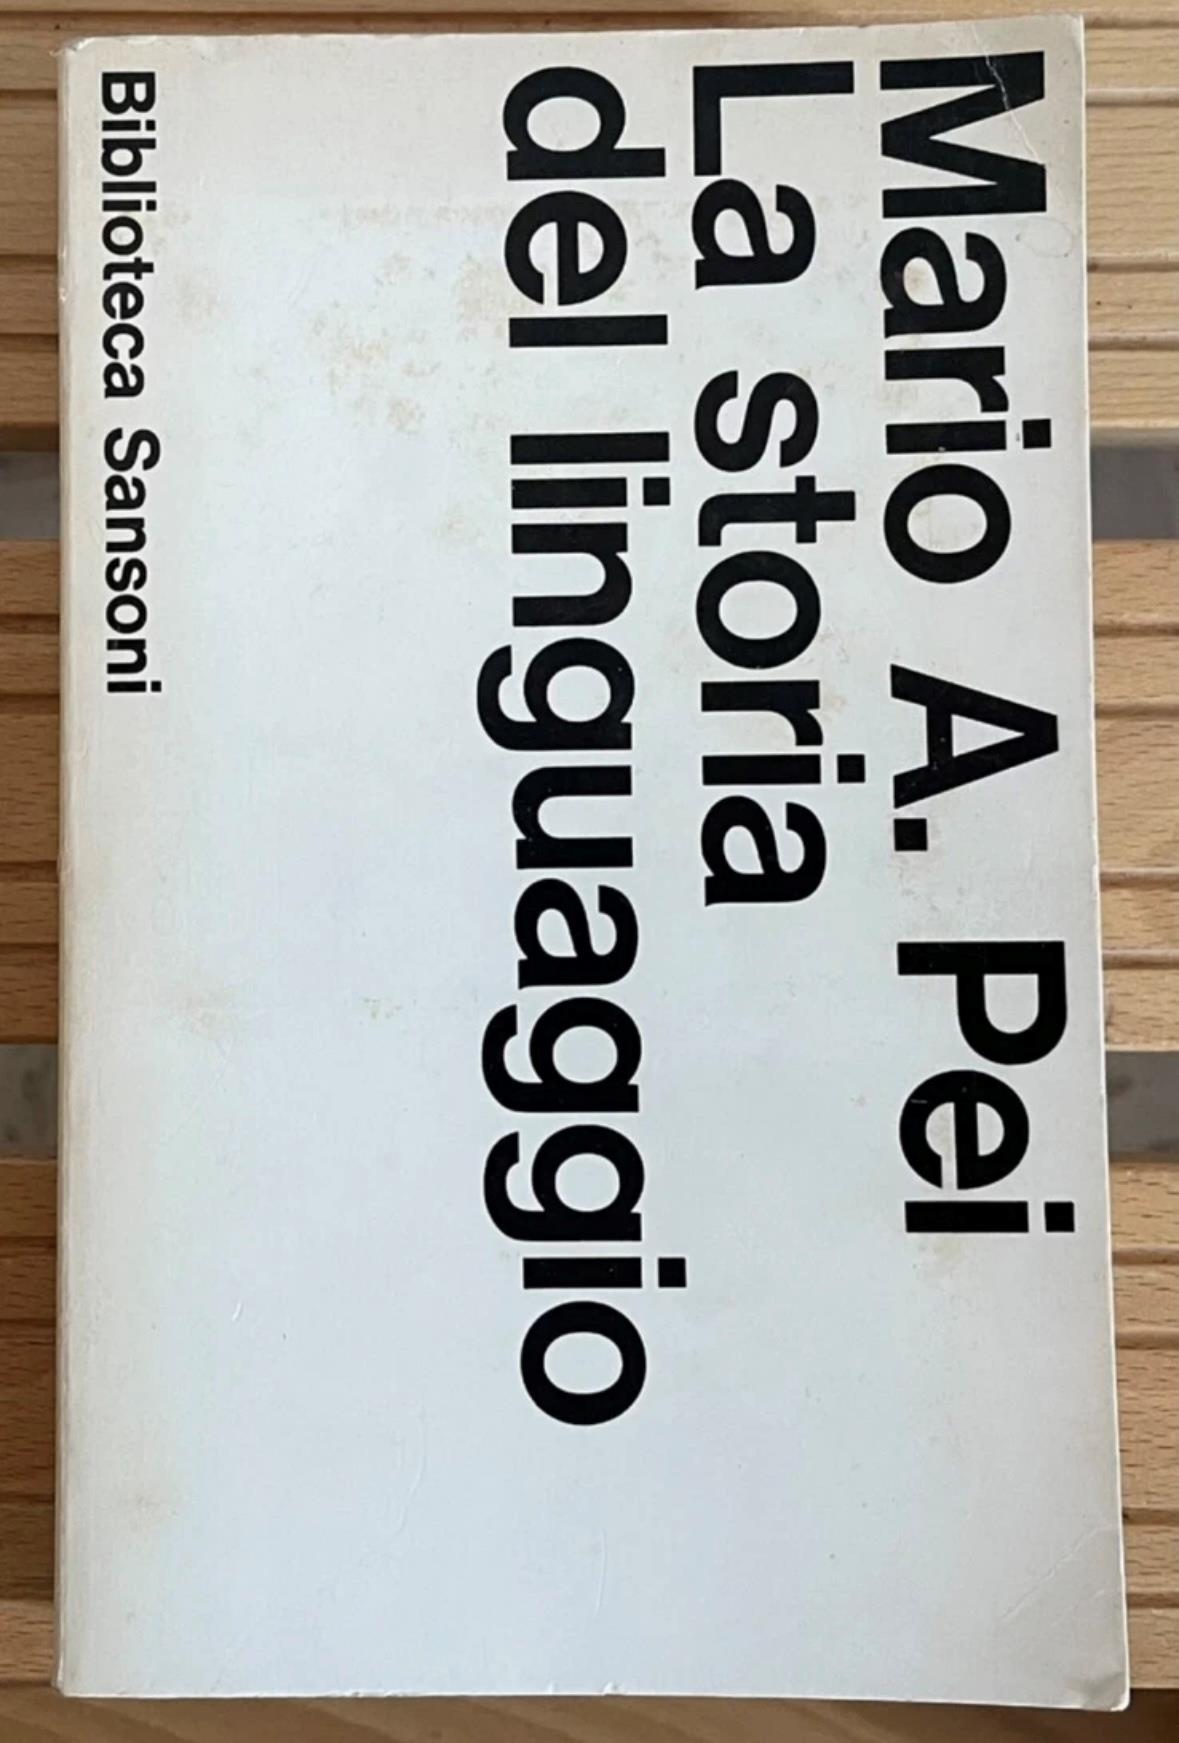 Mario A. Pei
La storia
del linguaggio
Biblioteca Sansoni